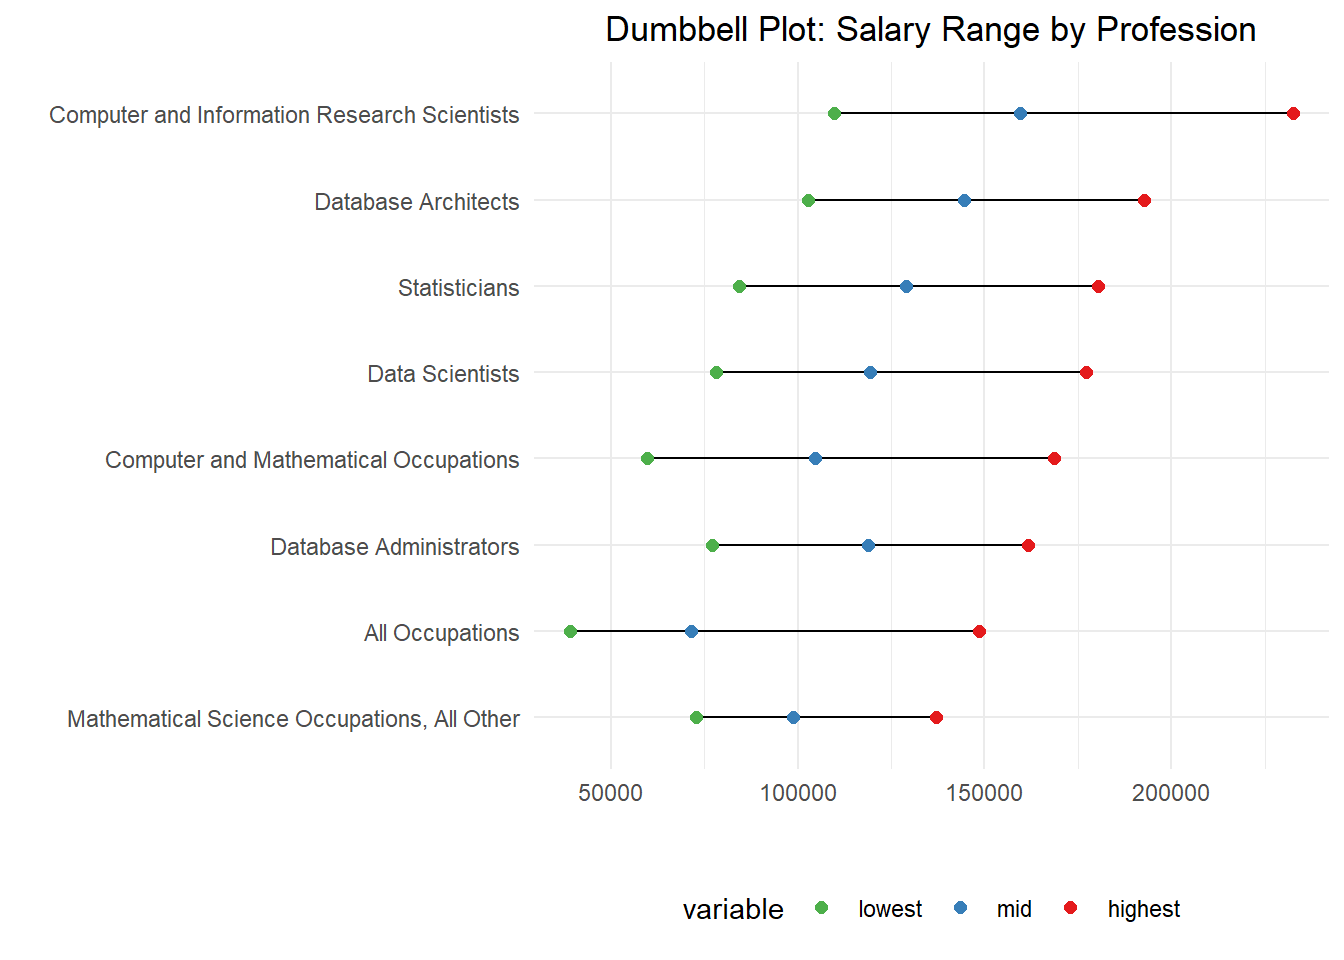 Dumbbell Plot: Salary Range by Profession
Computer and Information Research Scientists
Database Architects
Statisticians
Data Scientists
Computer and Mathematical Occupations
Database Administrators
All Occupations
Mathematical Science Occupations, All Other
50000 100000 150000 200000
variable lowest mid highest